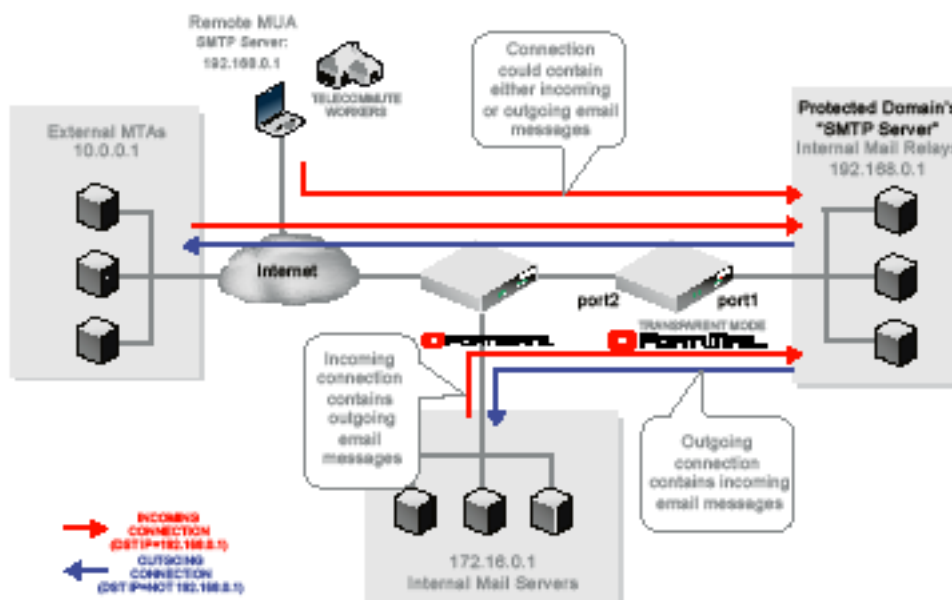 Remote MUA
SMTP Server:
192.168.0.1
TELECOMMUTE
WORKERS
Connection
could contain
either incoming
or outgoing email
messages
External MTAs
10.0.0.1
Protected Domain's
"SMTP Server"
Internal Mail Relays
192.168.0.1
Internet
port2
port1
TRANSPARENT MODE
Incoming
connection
contains
outgoing
email
messages
Outgoing
connection
contains incoming
email messages
172.16.0.1
Internal Mail Servers
INCOMING
CONNECTION
(DST IP=192.168.0.1)
OUTGOING
CONNECTION
(DST IP=NOT 192.168.0.1)